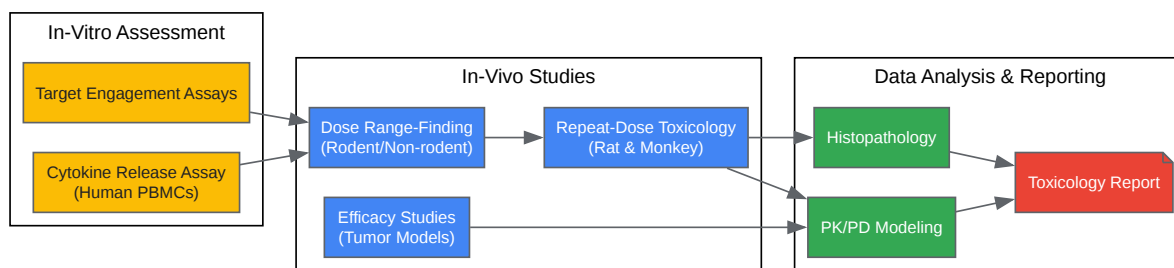 In-Vitro Assessment
Target Engagement Assays
Cytokine Release Assay
(Human PBMCs)
In-Vivo Studies
Dose Range-Finding
(Rodent/Non-rodent)
Repeat-Dose Toxicology
(Rat & Monkey)
Efficacy Studies
(Tumor Models)
Data Analysis & Reporting
Histopathology
PK/PD Modeling
Toxicology Report